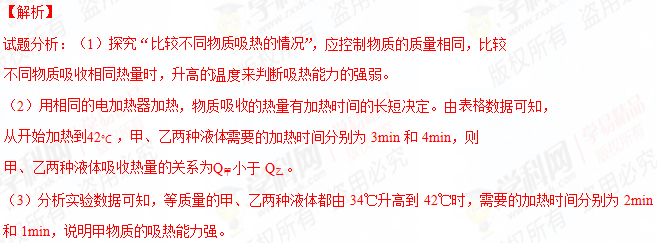 【解析】
试题分析：（1）探究“比较不同物质吸热的情况”，应控制物质的质量相同，比较
不同物质吸收相同热量时，升高的温度来判断吸热能力的强弱。
（2）用相同的电加热器加热，物质吸收的热量有加热时间的长短决定。由表格数据可知，
从开始加热到42℃，甲、乙两种液体需要的加热时间分别为 3min 和 4min，则
甲、乙两种液体吸收热量的关系为Q甲小于 Q乙。
（3）分析实验数据可知，等质量的甲、乙两种液体都由 34℃升高到 42℃时，需要的加热时间分别为 2min
和 1min，说明甲物质的吸热能力强。